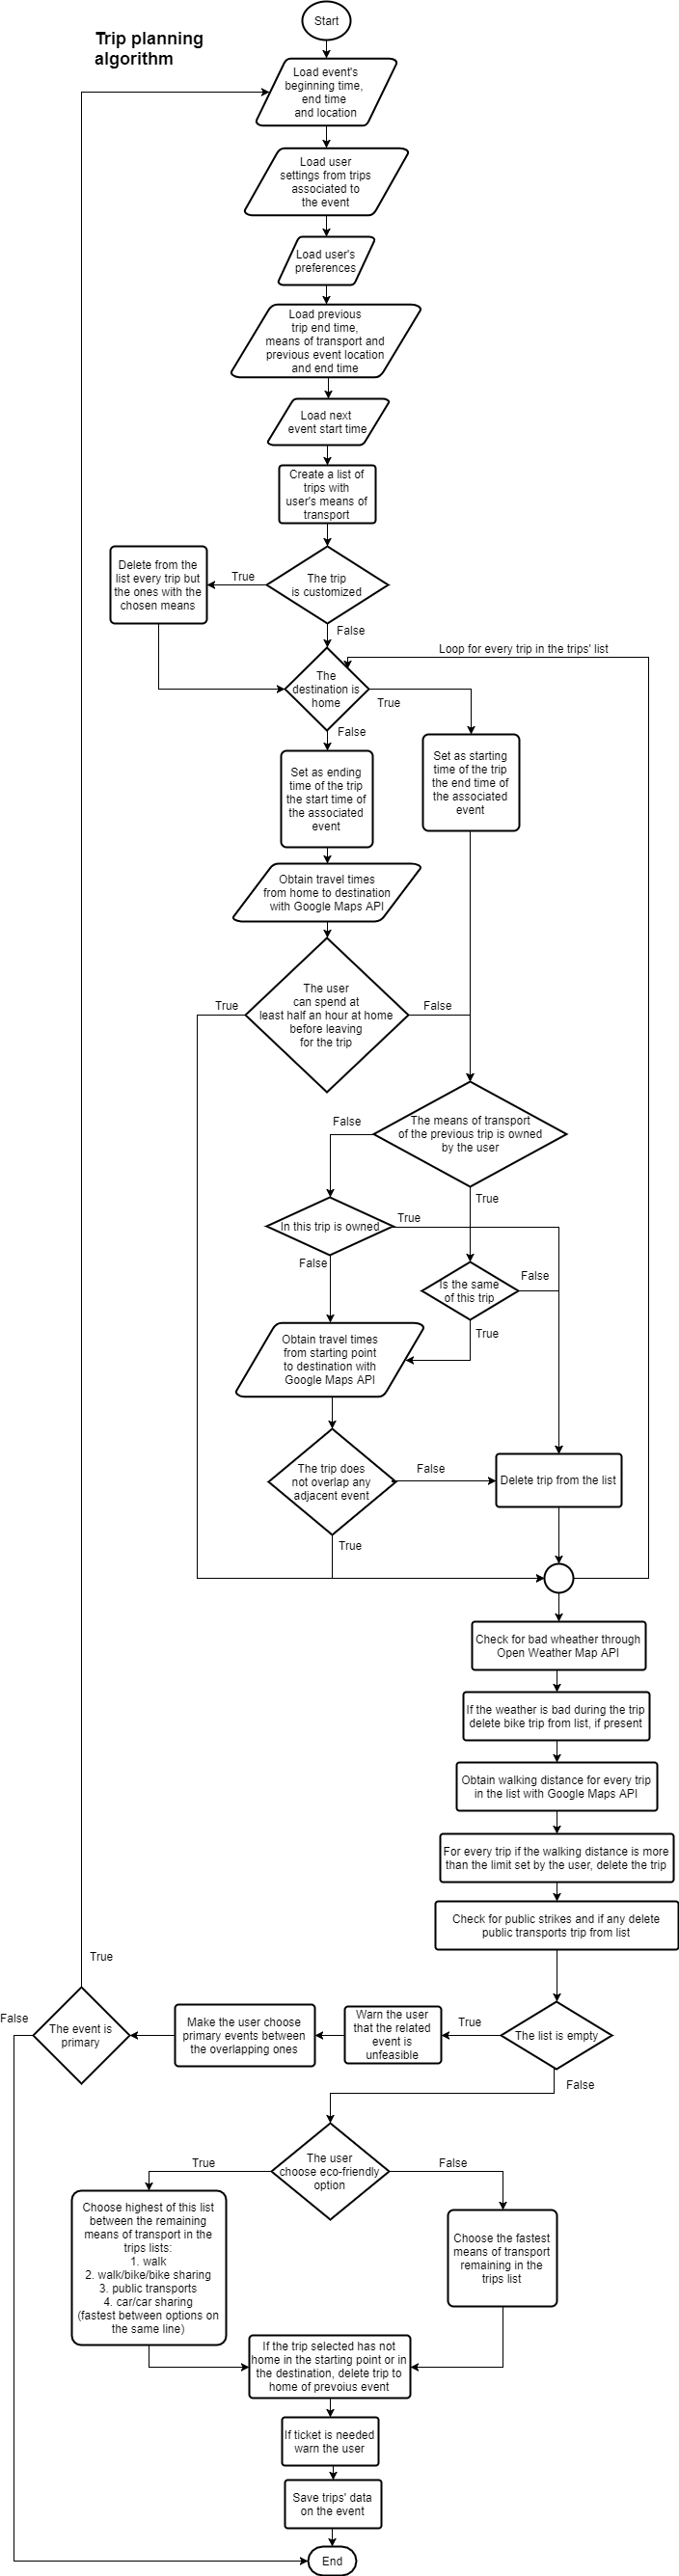 Start
Trip planning
algorithm
Load event's
beginning time,
end time
and location
Load user
settings from trips
associated to
the event
Load user's
preferences
Load previous
trip end time,
means of transport and
previous event location
and end time
Load next
event start time
Create a list of
trips with
user's means of
transport
Delete from the
list every trip but
the ones with the
chosen means
True
The trip
is customized
False
Loop for every trip in the trips' list
The
destination is
home
True
False
Set as ending
time of the trip
the start time of
the associated
event
Set as starting
time of the trip
the end time of
the associated
event
Obtain travel times
from home to destination
with Google Maps API
True
The user
can spend at
least half an hour at home
before leaving
for the trip
False
False
The means of transport
of the previous trip is owned
by the user
True
In this trip is owned
True
False
Is the same
of this trip
False
True
Obtain travel times
from starting point
to destination with
Google Maps API
The trip does
not overlap any
adjacent event
False
Delete trip from the list
True
Check for bad wheather through
Open Weather Map API
If the weather is bad during the trip
delete bike trip from list, if present
Obtain walking distance for every trip
in the list with Google Maps API
For every trip if the walking distance is more
than the limit set by the user, delete the trip
Check for public strikes and if any delete
public transports trip from list
True
False
The event is
primary
Make the user choose
primary events between
the overlapping ones
Warn the user
that the related
event is
unfeasible
True
The list is empty
False
True
The user
choose eco-friendly
option
False
Choose highest of this list
between the remaining
means of transport in the
trips lists:
1. walk
2. walk/bike/bike sharing
3. public transports
4. car/car sharing
(fastest between options on
the same line)
Choose the fastest
means of transport
remaining in the
trips list
If the trip selected has not
home in the starting point or in
the destination, delete trip to
home of prevoius event
If ticket is needed
warn the user
Save trips' data
on the event
End